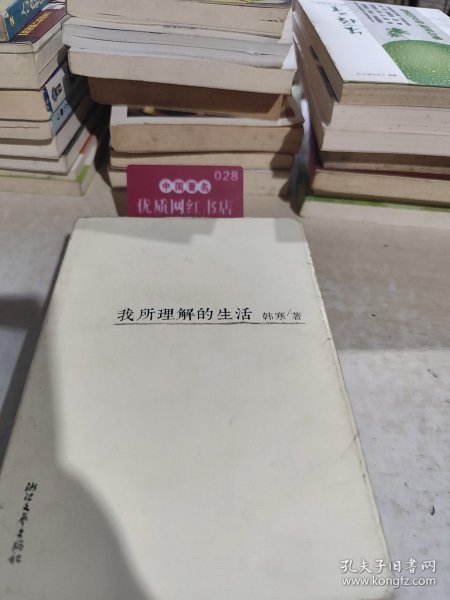 028
中国著名
优质网红书店
我所理解的生活 韩寒/著
浙江文艺出版社
孔夫子旧书网
http://www.kongfz.com